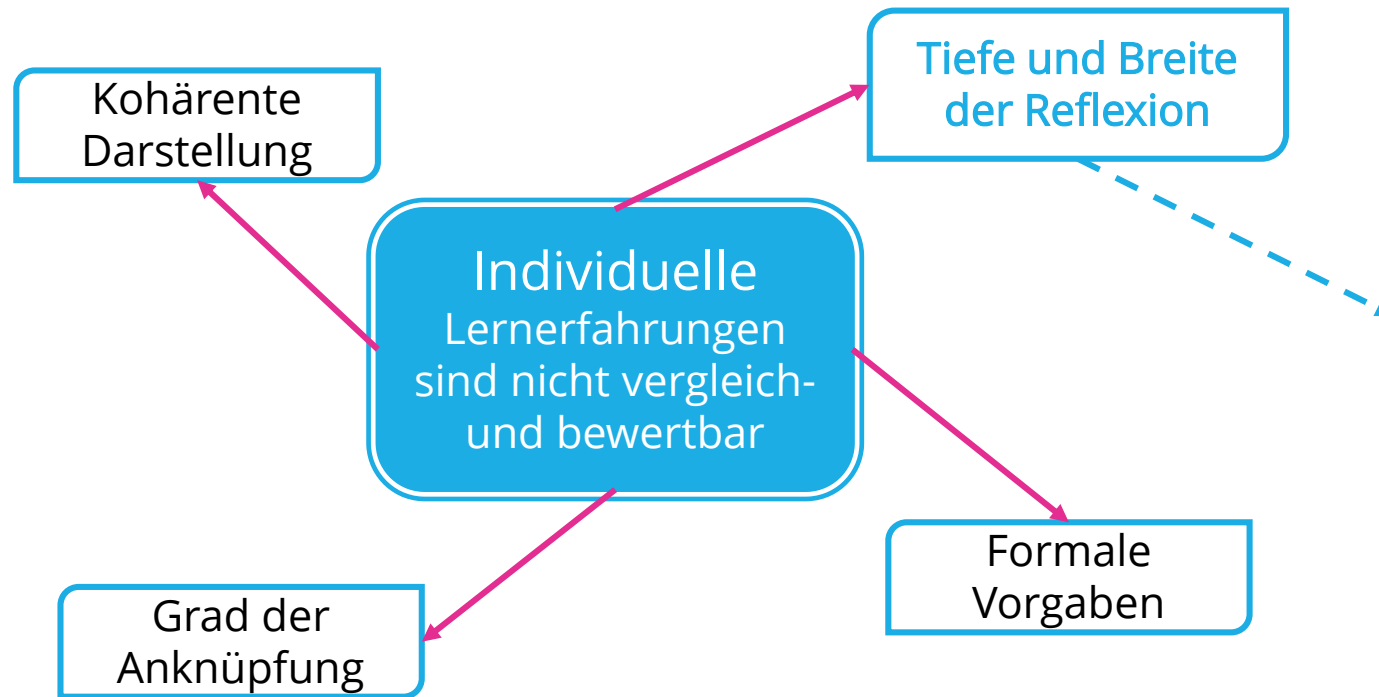 Tiefe und Breite
der Reflexion
Kohärente
Darstellung
Individuelle
Lernerfahrungen
sind nicht vergleich-
und bewertbar
Formale
Vorgaben
Grad der
Anknüpfung